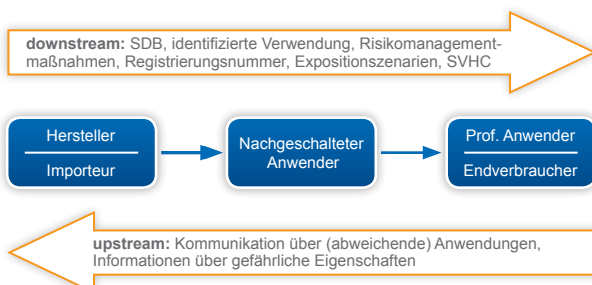 downstream: SDB, identifizierte Verwendung, Risikomanagement-
maßnahmen, Registrierungsnummer, Expositionszenarien, SVHC
Hersteller
Importeur
Nachgeschalteter
Anwender
Prof. Anwender
Endverbraucher
upstream: Kommunikation über (abweichende) Anwendungen,
Informationen über gefährliche Eigenschaften